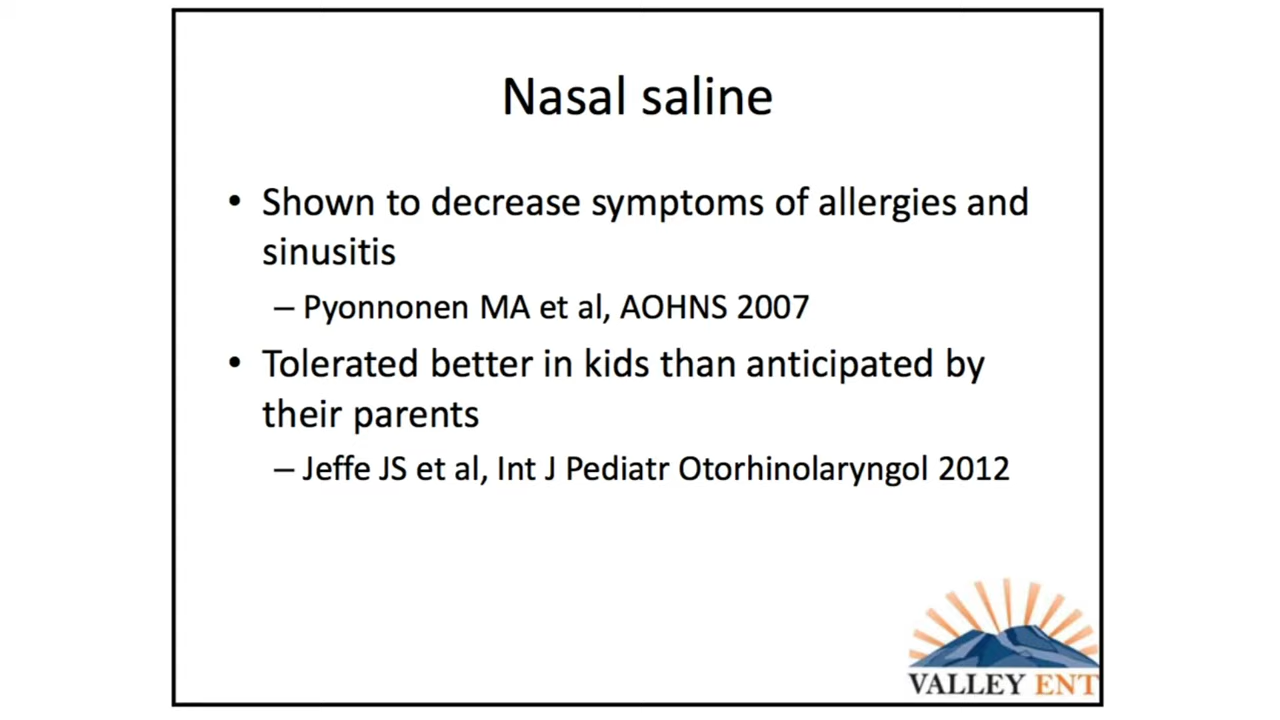 Nasal saline
• Shown to decrease symptoms of allergies and
sinusitis
– Pyonnonen MA et al, AOHNS 2007
• Tolerated better in kids than anticipated by
their parents
– Jeffe JS et al, Int J Pediatr Otorhinolaryngol 2012
VALLEY ENT